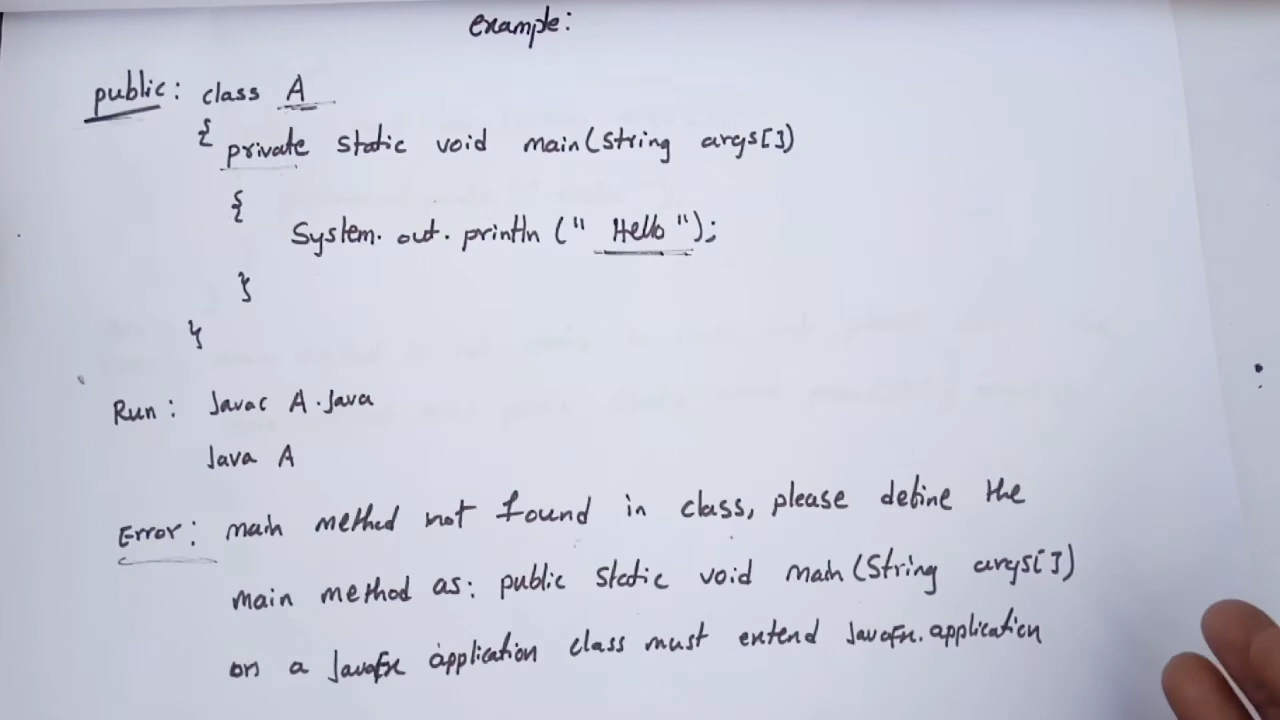 example:
public: class A
{
private static void main(String args[])
{
System.out.println (" Hello ");
}
}
Run: Javac A.Java
Java A
Error: main method not found in class, please define the
main method as: public static void main(String args[])
or a JavaFx application class must extend JavaFx.application